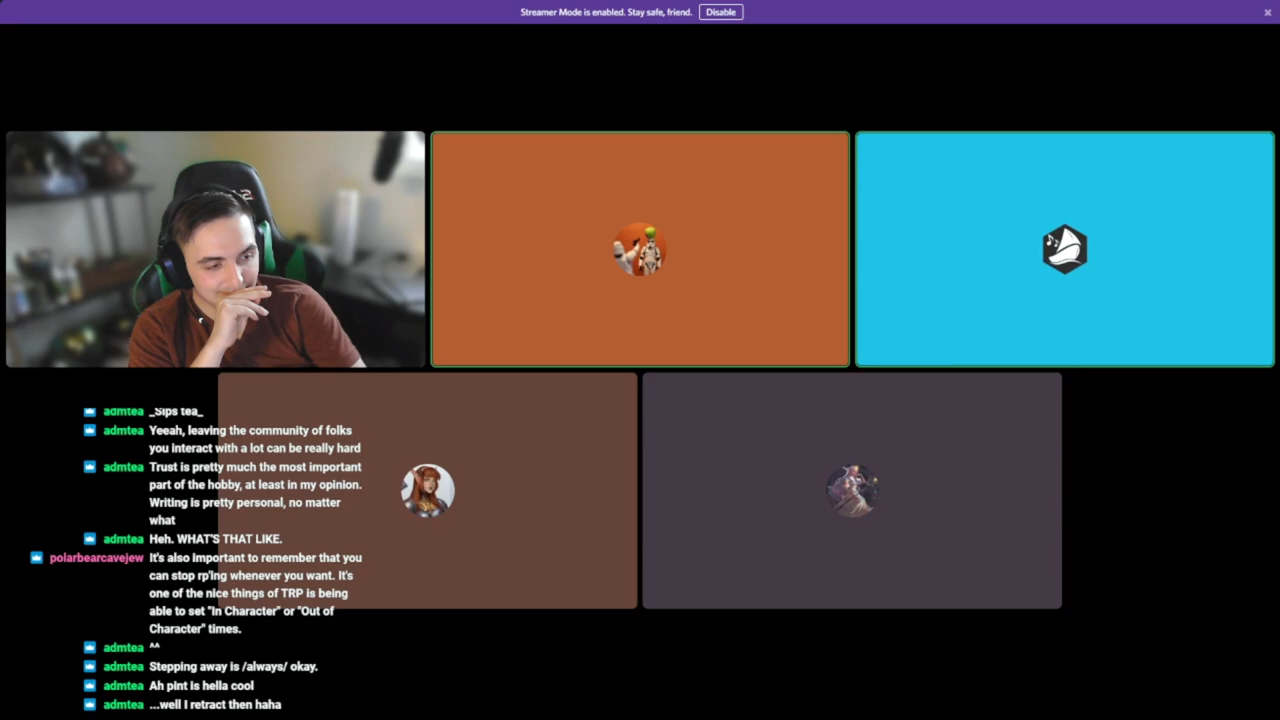 Streamer Mode is enabled. Stay safe, friend. Disable
admtea _Sips tea_
admtea Yeeah, leaving the community of folks
you interact with a lot can be really hard
admtea Trust is pretty much the most important
part of the hobby, at least in my opinion.
Writing is pretty personal, no matter
what
admtea Heh. WHAT'S THAT LIKE.
polarbearcavejew It's also important to remember that you
can stop rp'ing whenever you want. It's
one of the nice things of TRP is being
able to set "In Character" or "Out of
Character" times.
admtea ^^
admtea Stepping away is /always/ okay.
admtea Ah pint is hella cool
admtea ...well I retract then haha